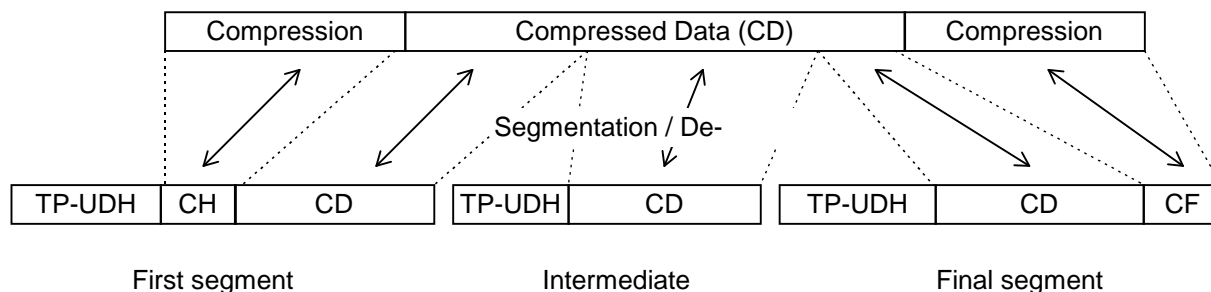 Compression Compressed Data (CD) Compression
Segmentation / De-
TP-UDH CH CD TP-UDH CD TP-UDH CD CF
First segment Intermediate Final segment